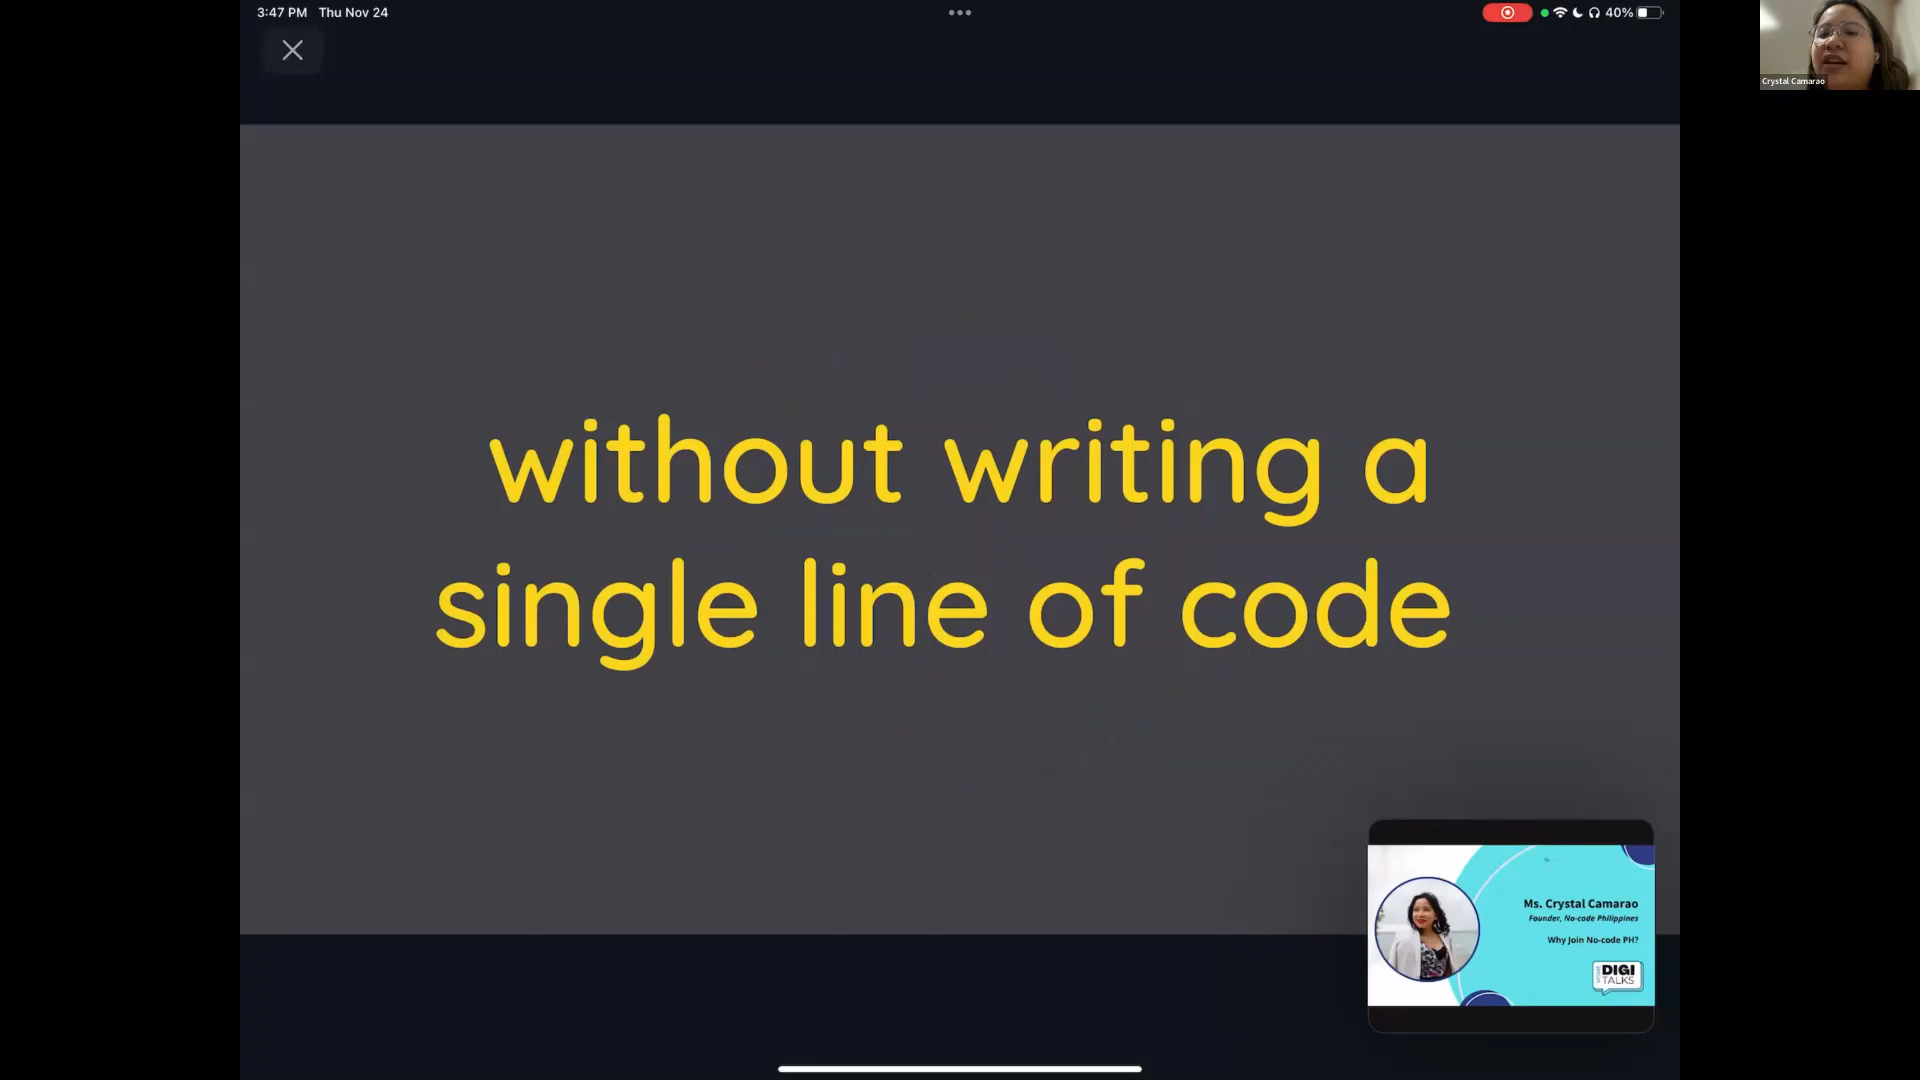 3:47 PM Thu Nov 24
40%
Crystal Camarao
without writing a
single line of code
Ms. Crystal Camarao
Founder, No-code Philippines
Why Join No-code PH?
DIGI
TALKS